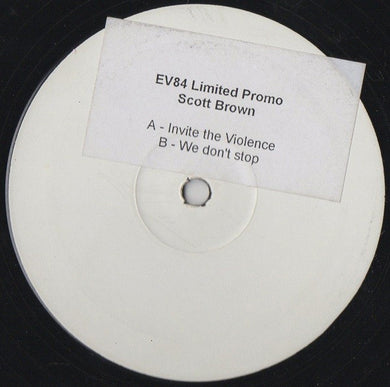 EV84 Limited Promo
Scott Brown
A - Invite the Violence
B - We don't stop